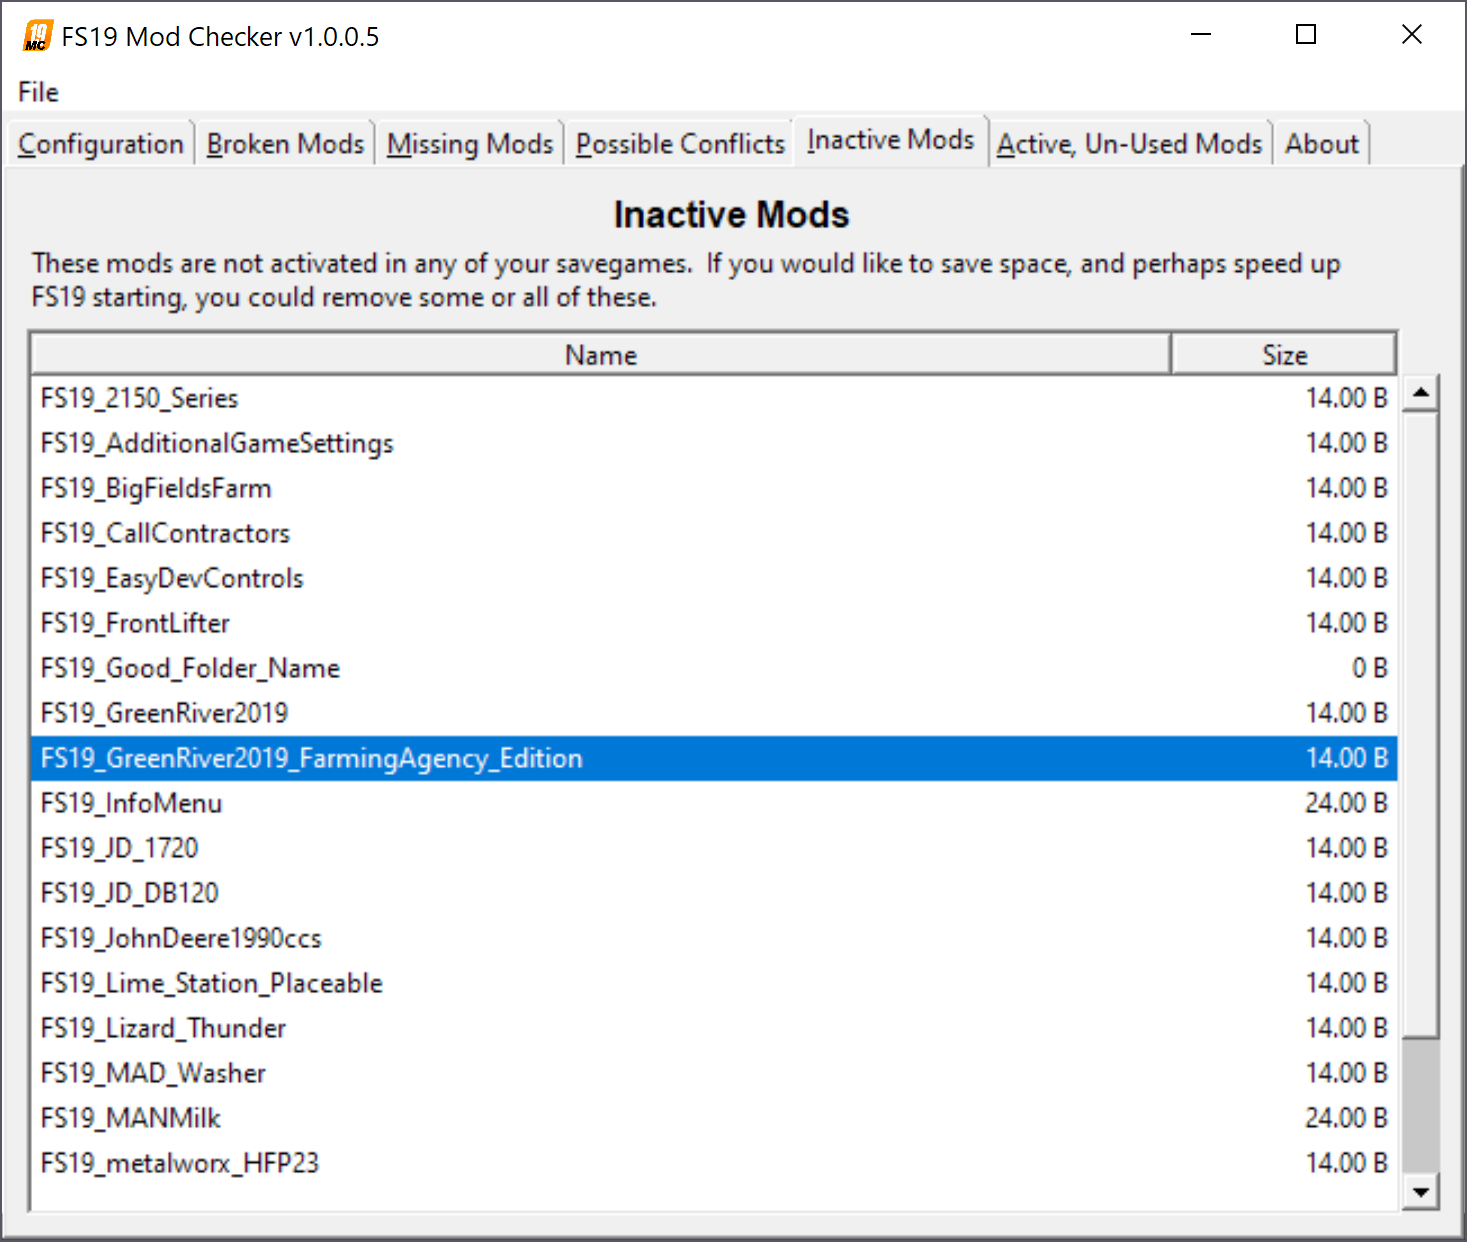 19
MC
FS19 Mod Checker v1.0.0.5
File
Configuration Broken Mods Missing Mods Possible Conflicts Inactive Mods Active, Un-Used Mods About
Inactive Mods
These mods are not activated in any of your savegames.  If you would like to save space, and perhaps speed up
FS19 starting, you could remove some or all of these.
Name Size
FS19_2150_Series 14.00 B
FS19_AdditionalGameSettings 14.00 B
FS19_BigFieldsFarm 14.00 B
FS19_CallContractors 14.00 B
FS19_EasyDevControls 14.00 B
FS19_FrontLifter 14.00 B
FS19_Good_Folder_Name 0 B
FS19_GreenRiver2019 14.00 B
FS19_GreenRiver2019_FarmingAgency_Edition 14.00 B
FS19_InfoMenu 24.00 B
FS19_JD_1720 14.00 B
FS19_JD_DB120 14.00 B
FS19_JohnDeere1990ccs 14.00 B
FS19_Lime_Station_Placeable 14.00 B
FS19_Lizard_Thunder 14.00 B
FS19_MAD_Washer 14.00 B
FS19_MANMilk 24.00 B
FS19_metalworx_HFP23 14.00 B